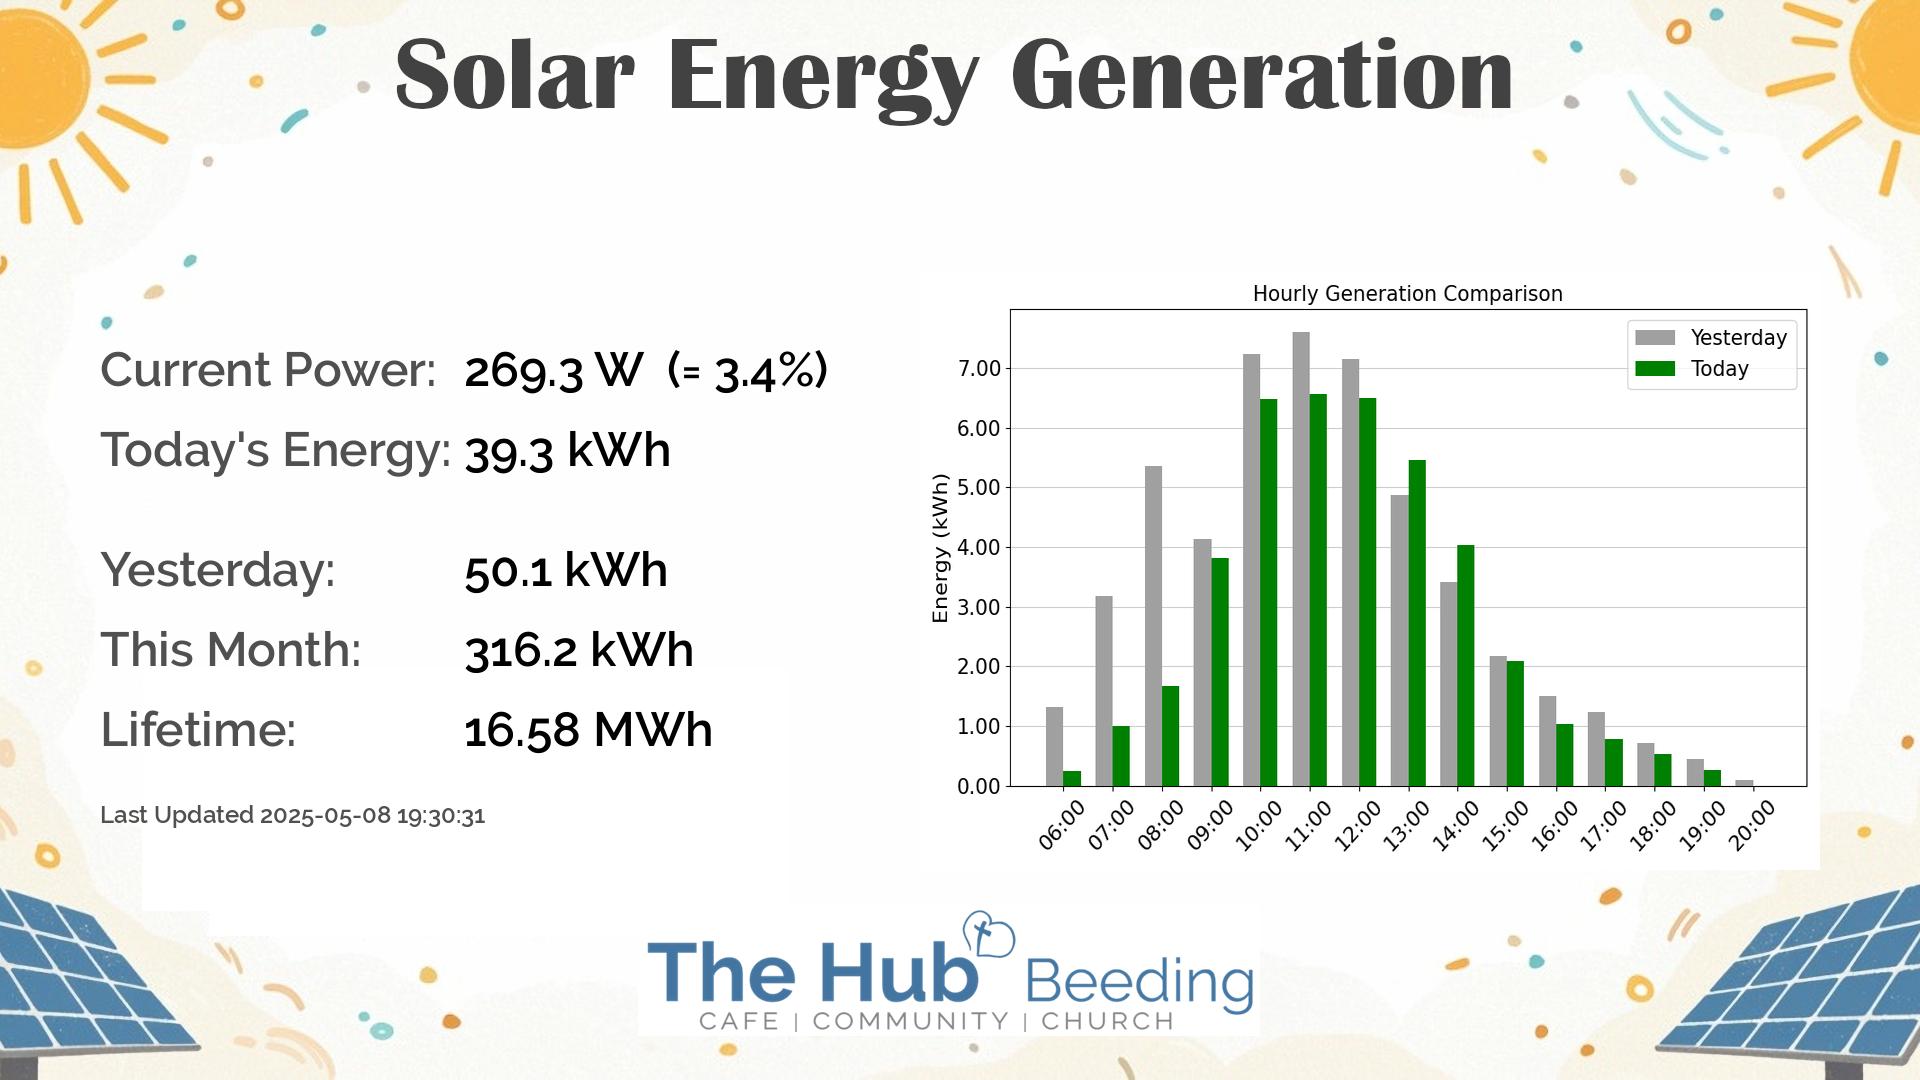 Solar Energy Generation
Current Power: 269.3 W (= 3.4%)
Today's Energy: 39.3 kWh
Yesterday: 50.1 kWh
This Month: 316.2 kWh
Lifetime: 16.58 MWh
Last Updated 2025-05-08 19:30:31
Hourly Generation Comparison
Yesterday
Today
Energy (kWh)
7.00
6.00
5.00
4.00
3.00
2.00
1.00
0.00
06:00 07:00 08:00 09:00 10:00 11:00 12:00 13:00 14:00 15:00 16:00 17:00 18:00 19:00 20:00
The Hub Beeding
CAFE | COMMUNITY | CHURCH